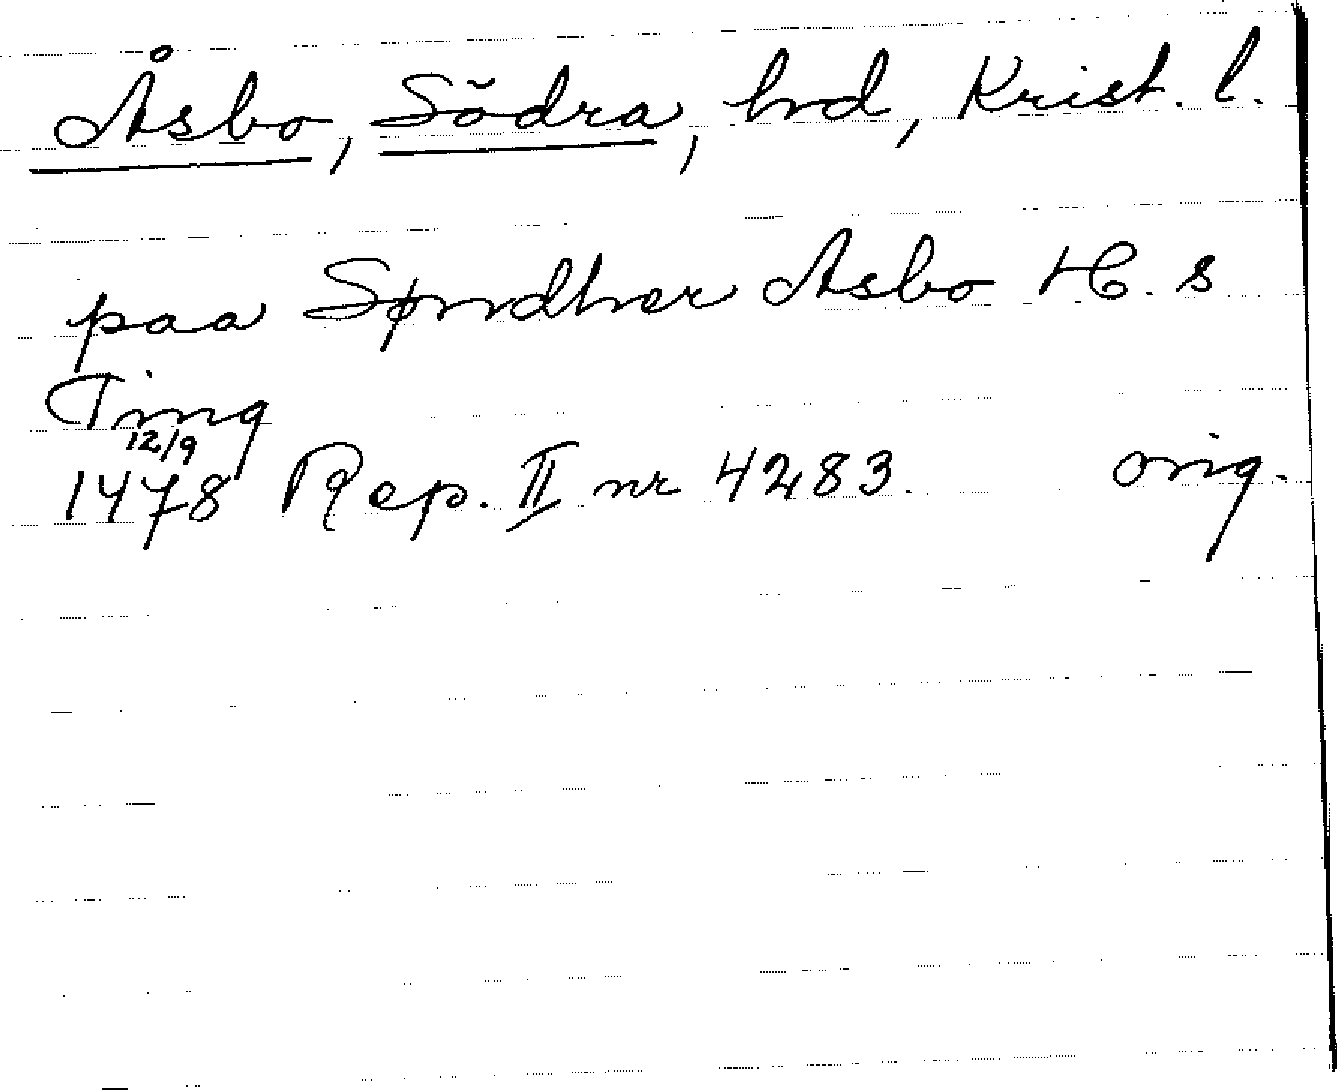 Åsbo, Södra, hd, Krist. l.
paa Søndher Asbo H. s
Ting
12/9
1478 Rep. II nr 4283. orig.